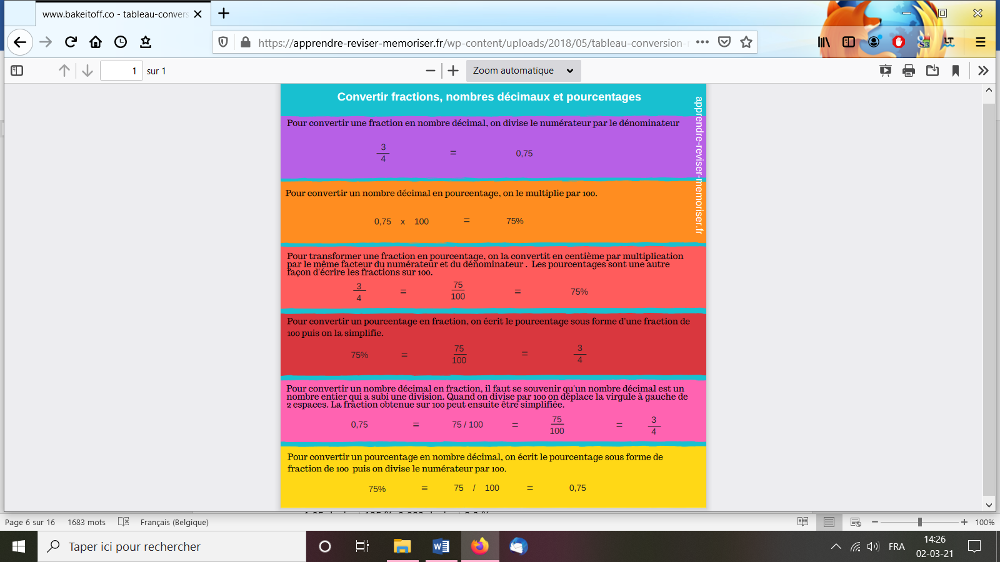 www.bakeitoff.co - tableau-convers
https://apprendre-reviser-memoriser.fr/wp-content/uploads/2018/05/tableau-conversion-
1 sur 1
Zoom automatique
Convertir fractions, nombres décimaux et pourcentages
apprendre-reviser-memoriser.fr
Pour convertir une fraction en nombre décimal, on divise le numérateur par le dénominateur
3
4
=
0,75
Pour convertir un nombre décimal en pourcentage, on le multiplie par 100.
0,75 x 100 = 75%
Pour transformer une fraction en pourcentage, on la convertit en centième par multiplication
par le même facteur du numérateur et du dénominateur . Les pourcentages sont une autre
façon d'écrire les fractions sur 100.
3
4
=
75
100
=
75%
Pour convertir un pourcentage en fraction, on écrit le pourcentage sous forme d'une fraction de
100 puis on la simplifie.
75%
=
75
100
=
3
4
Pour convertir un nombre décimal en fraction, il faut se souvenir qu'un nombre décimal est un
nombre entier qui a subi une division. Quand on divise par 100 on déplace la virgule à gauche de
2 espaces. La fraction obtenue sur 100 peut ensuite être simplifiée.
0,75 = 75 / 100 =
75
100
=
3
4
Pour convertir un pourcentage en nombre décimal, on écrit le pourcentage sous forme de
fraction de 100 puis on divise le numérateur par 100.
75% = 75 / 100 = 0,75
Page 6 sur 16 1683 mots Français (Belgique) 100%
Taper ici pour rechercher
FRA
14:26
02-03-21